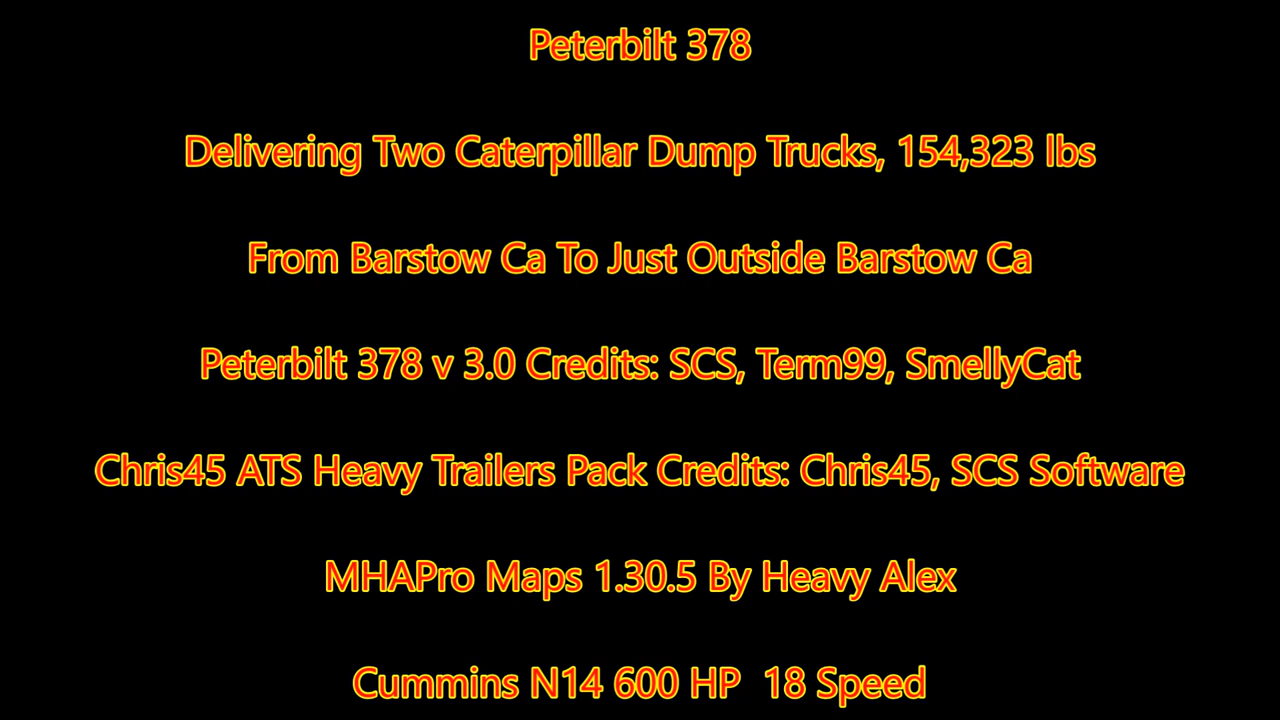 Peterbilt 378
Delivering Two Caterpillar Dump Trucks, 154,323 lbs
From Barstow Ca To Just Outside Barstow Ca
Peterbilt 378 v 3.0 Credits: SCS, Term99, SmellyCat
Chris45 ATS Heavy Trailers Pack Credits: Chris45, SCS Software
MHAPro Maps 1.30.5 By Heavy Alex
Cummins N14 600 HP  18 Speed